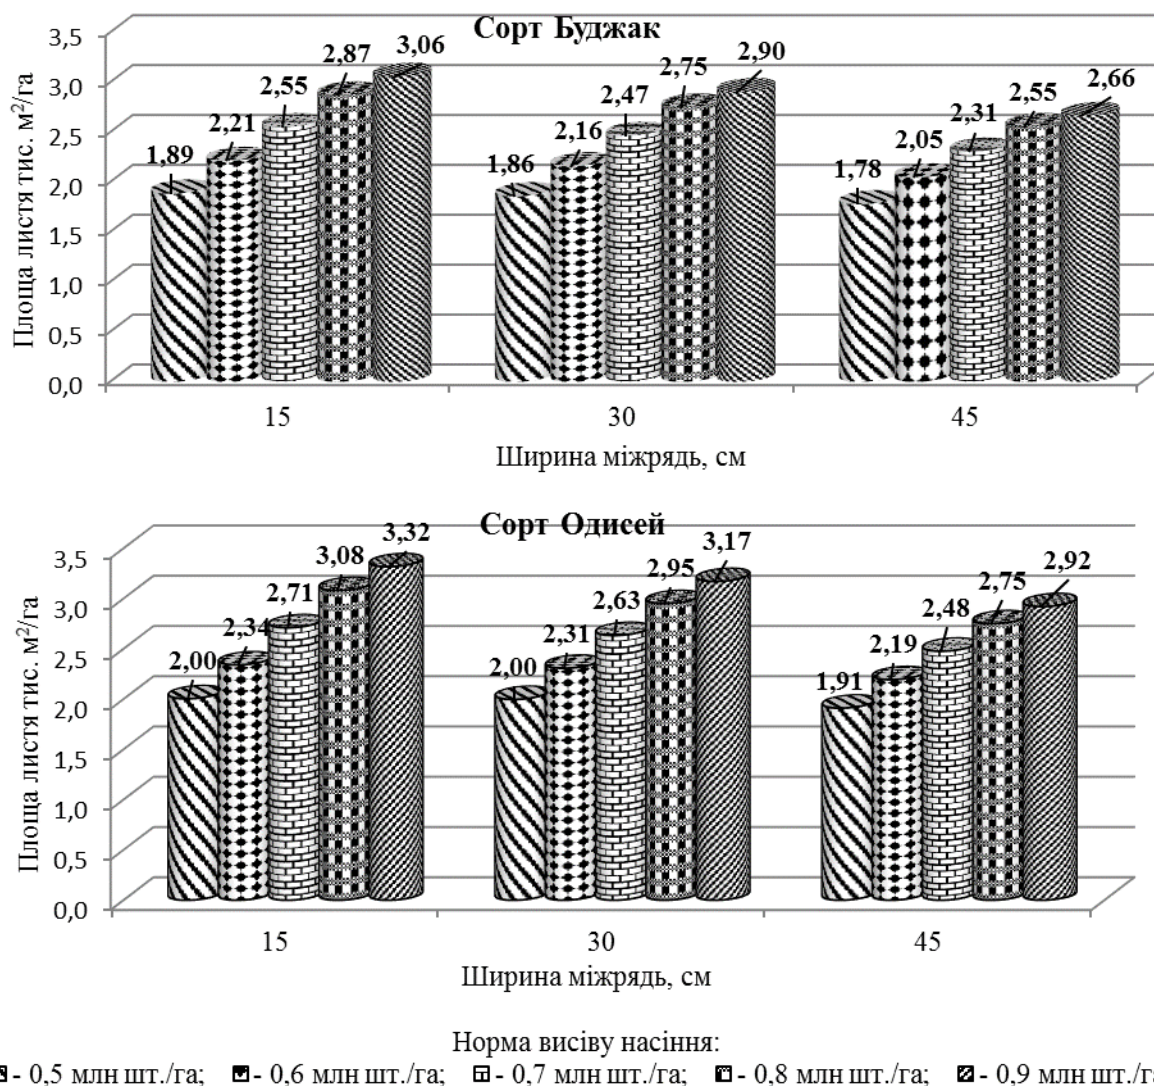 Сорт Буджак
Площа листя тис. м²/га
3,5
3,0
2,5
2,0
1,5
1,0
0,5
0,0
1,89 2,21 2,55 2,87 3,06
1,86 2,16 2,47 2,75 2,90
1,78 2,05 2,31 2,55 2,66
15 30 45
Ширина міжрядь, см
Сорт Одисей
Площа листя тис. м²/га
3,5
3,0
2,5
2,0
1,5
1,0
0,5
0,0
2,00 2,34 2,71 3,08 3,32
2,00 2,31 2,63 2,95 3,17
1,91 2,19 2,48 2,75 2,92
15 30 45
Ширина міжрядь, см
Норма висіву насіння:
- 0,5 млн шт./га; - 0,6 млн шт./га; - 0,7 млн шт./га; - 0,8 млн шт./га; - 0,9 млн шт./га